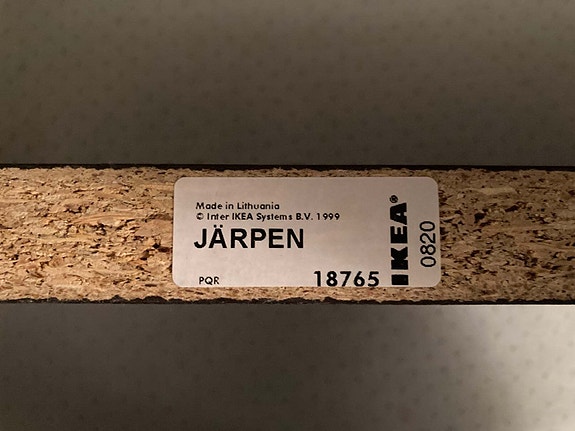 Made in Lithuania
© Inter IKEA Systems B.V. 1999
JÄRPEN
PQR
18765
IKEA®
0820